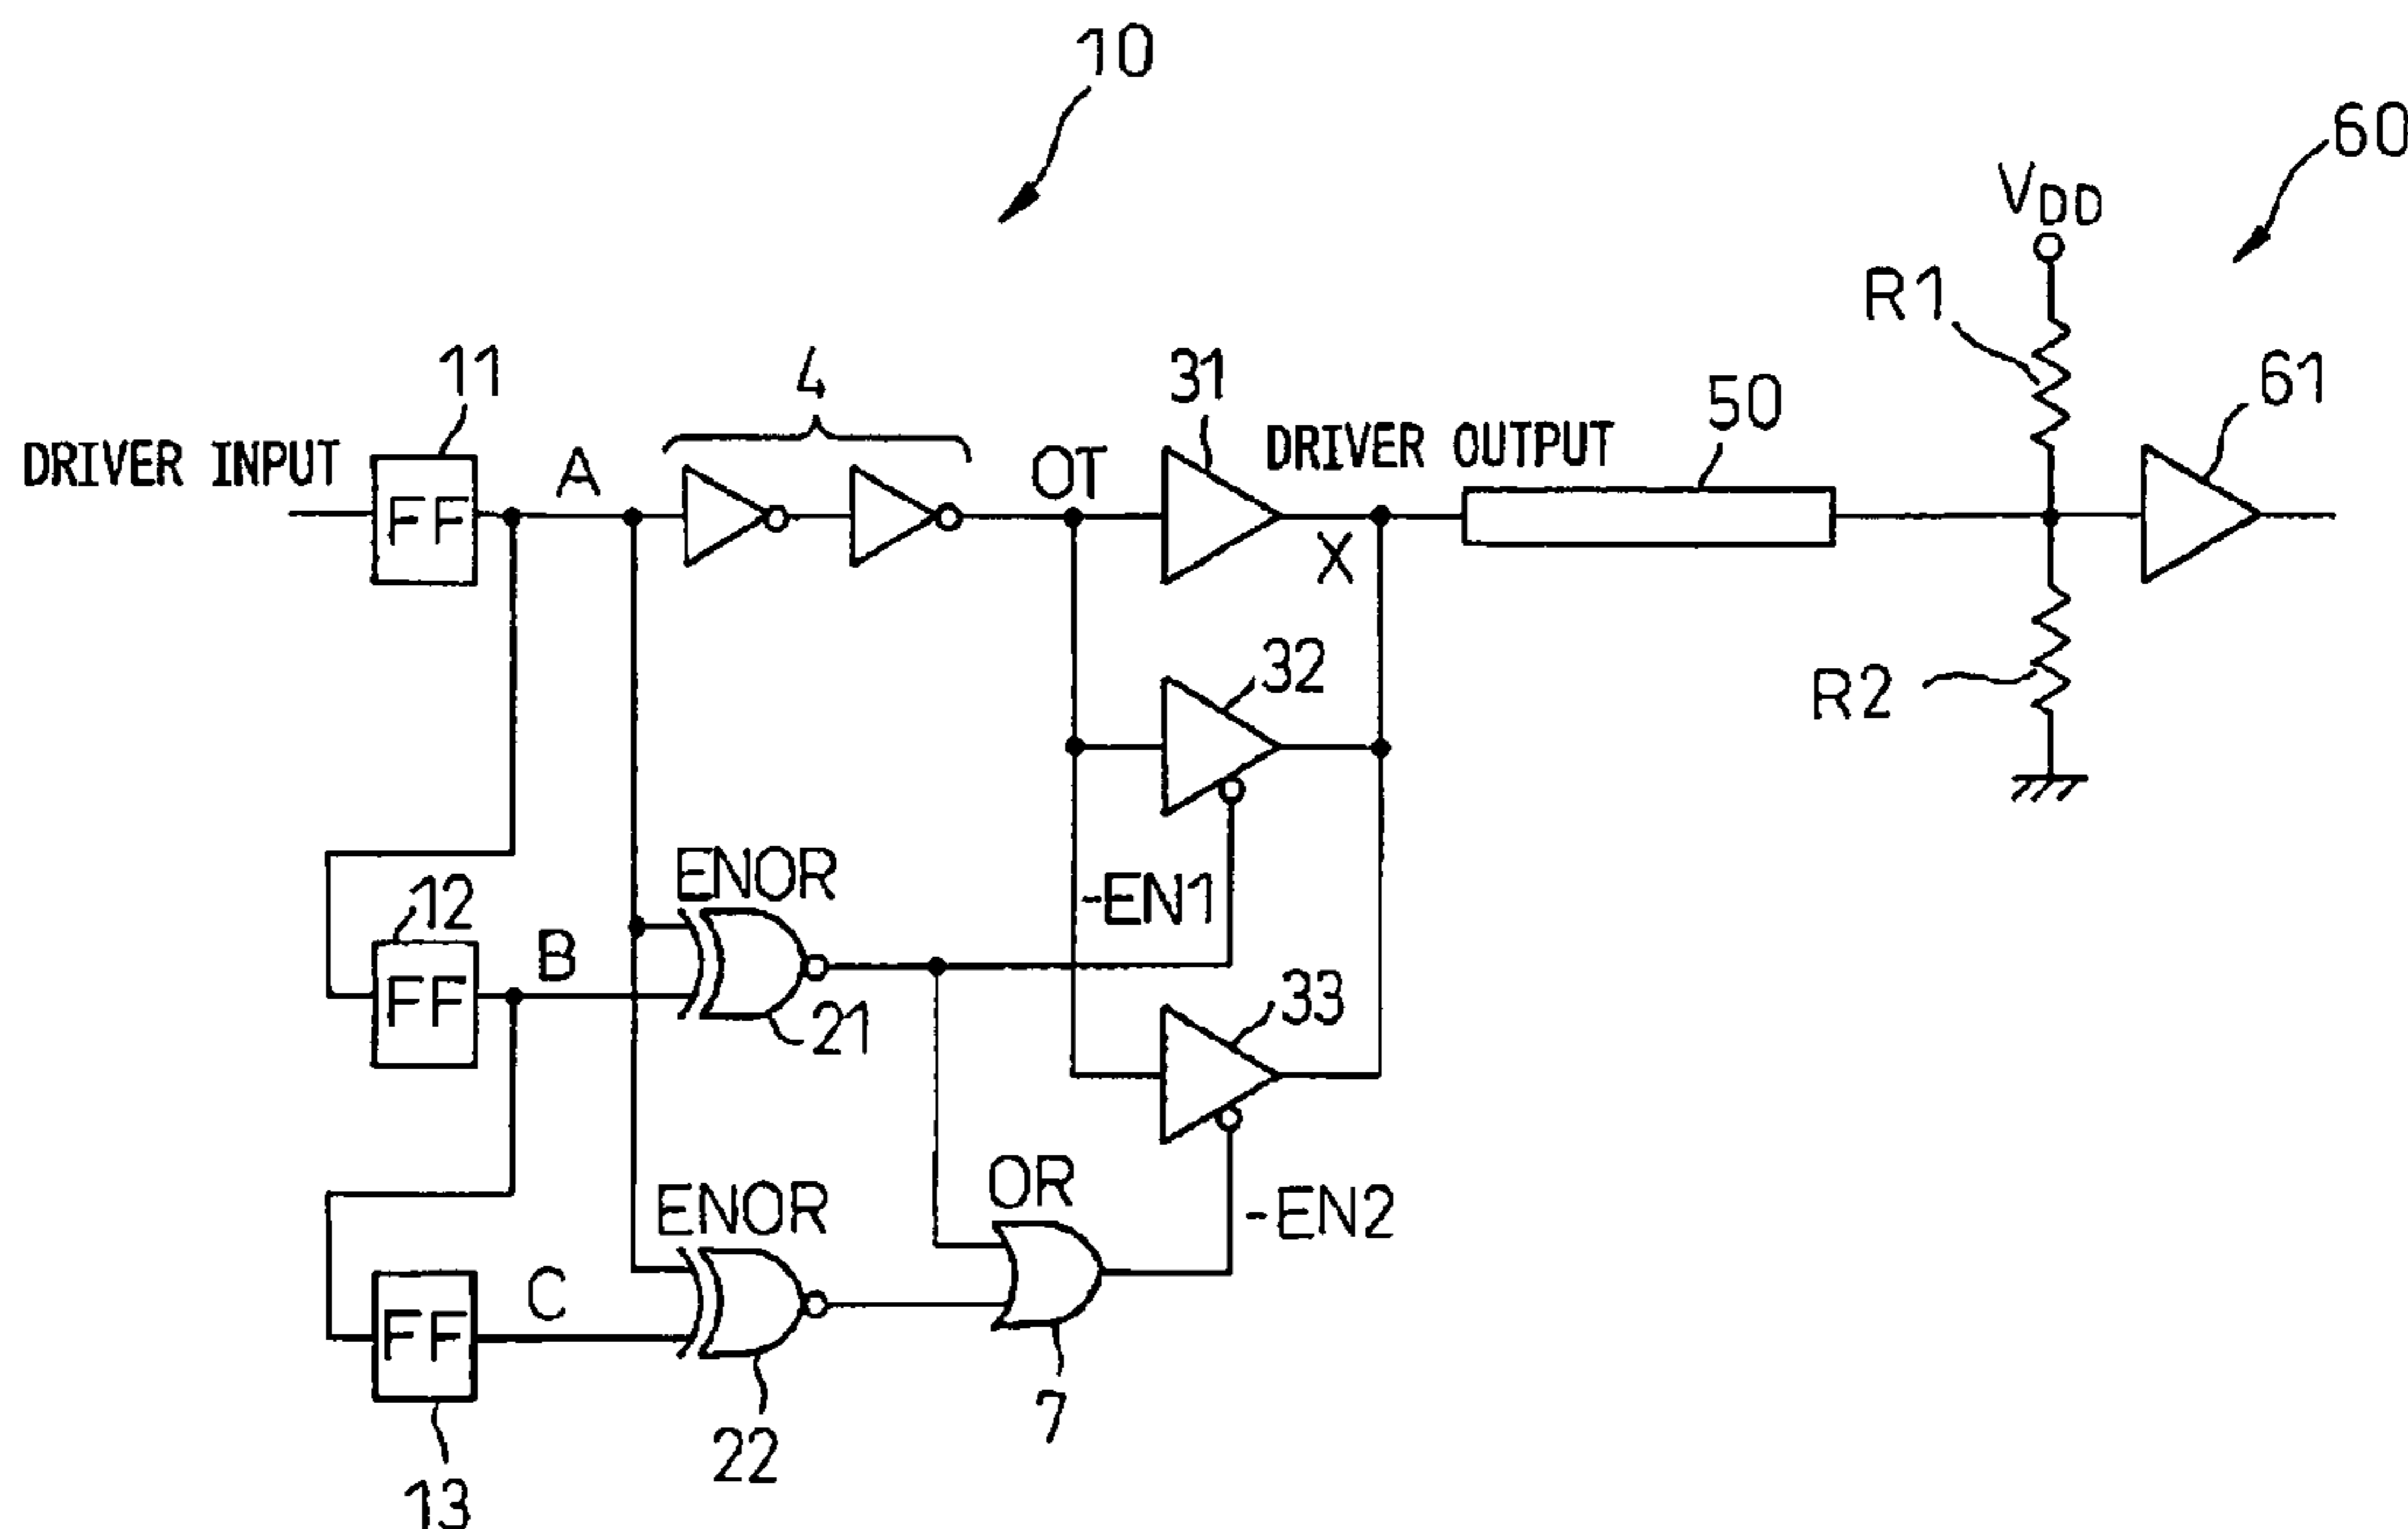 10
60
VDD
R1
11
4
31
50
61
DRIVER INPUT
A
OT
DRIVER OUTPUT
FF
X
32
R2
ENOR
-EN1
12
B
FF
33
21
ENOR
OR
-EN2
C
FF
7
22
13